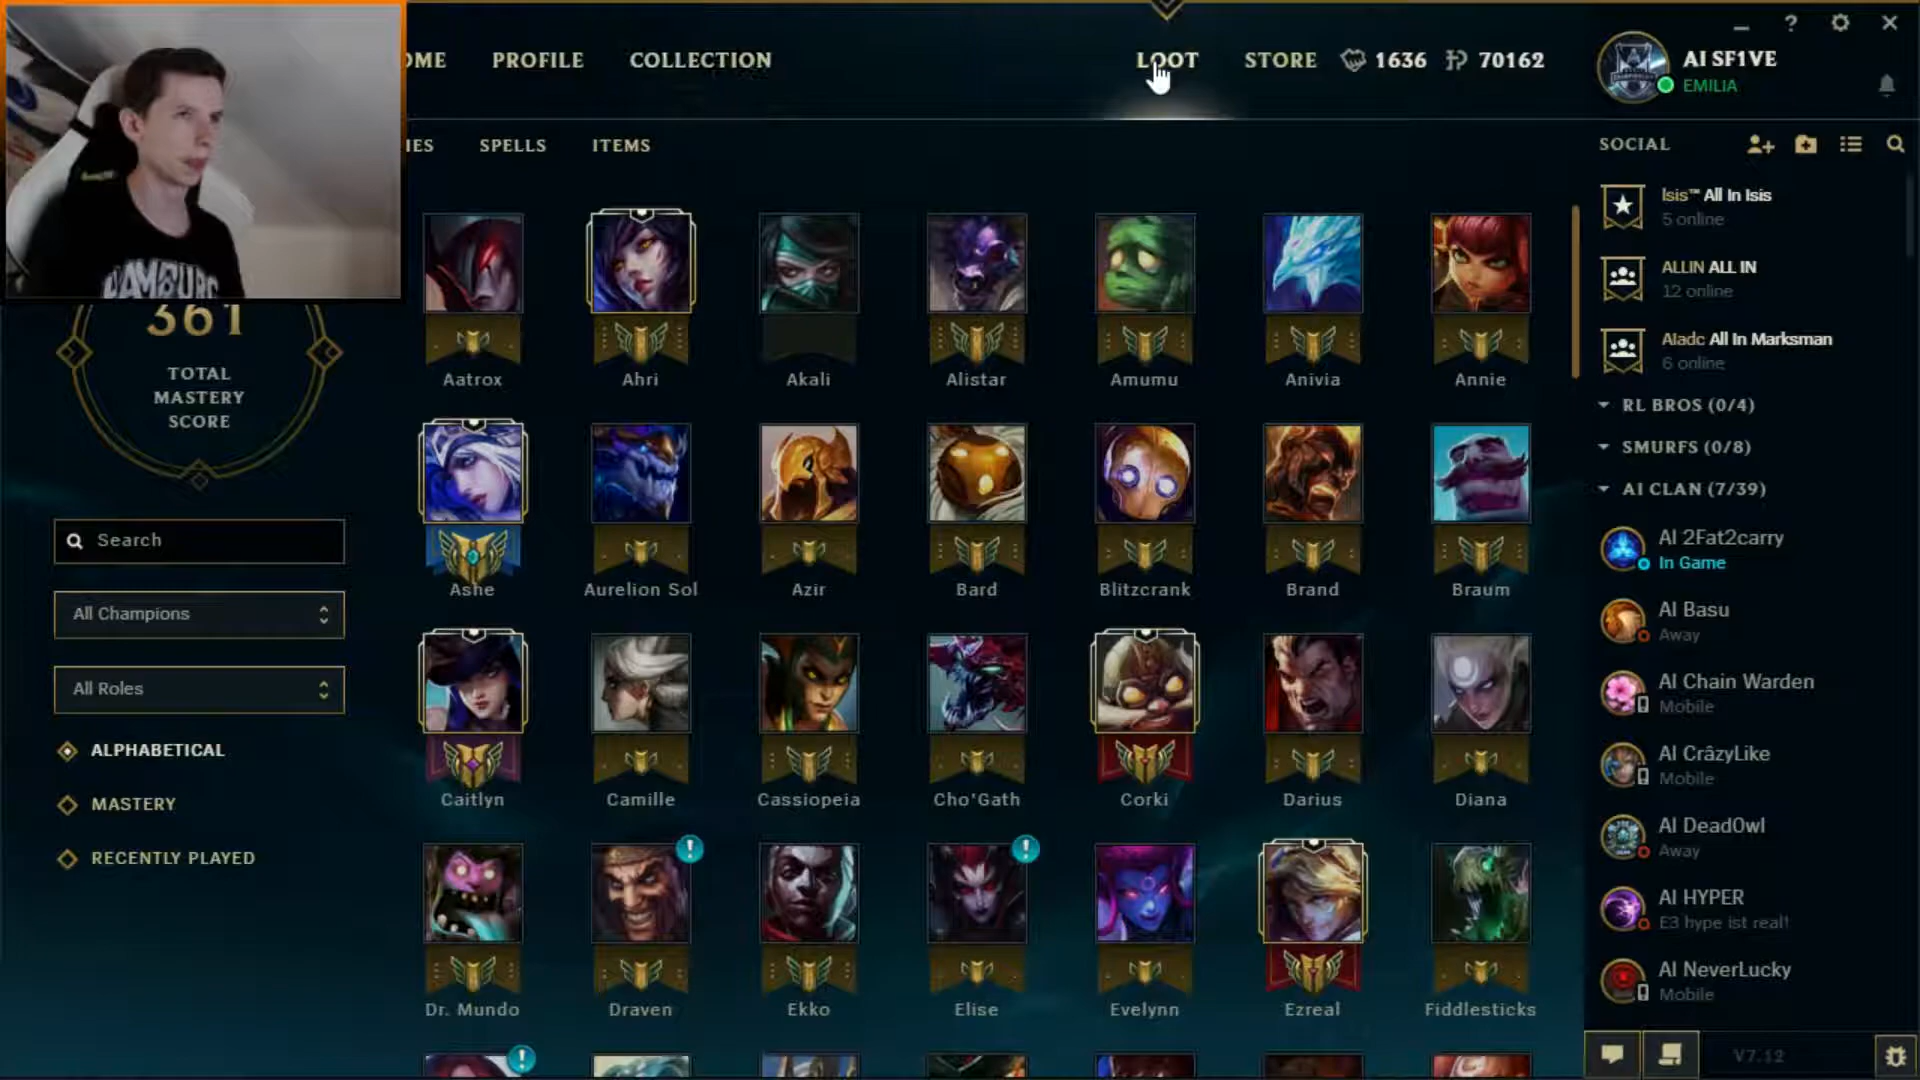 OME
PROFILE
COLLECTION
LOOT
STORE
1636
70162
AI SF1VE
EMILIA
IES
SPELLS
ITEMS
SOCIAL
361
TOTAL
MASTERY
SCORE
Search
All Champions
All Roles
ALPHABETICAL
MASTERY
RECENTLY PLAYED
Aatrox
Ahri
Akali
Alistar
Amumu
Anivia
Annie
Ashe
Aurelion Sol
Azir
Bard
Blitzcrank
Brand
Braum
Caitlyn
Camille
Cassiopeia
Cho'Gath
Corki
Darius
Diana
Dr. Mundo
Draven
Ekko
Elise
Evelynn
Ezreal
Fiddlesticks
Isis™ All In Isis
5 online
ALLIN ALL IN
12 online
AIadc All In Marksman
6 online
RL BROS (0/4)
SMURFS (0/8)
AI CLAN (7/39)
AI 2Fat2carry
In Game
AI Basu
Away
AI Chain Warden
Mobile
AI CrâzyLike
Mobile
AI DeadOwl
Away
AI HYPER
E3 hype ist real!
AI NeverLucky
Mobile
V7.12